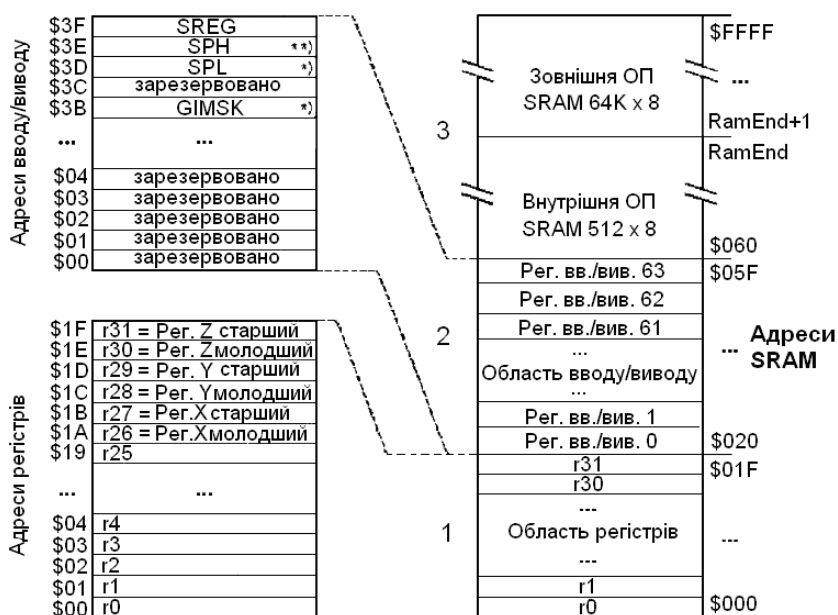 Адреси вводу/виводу
$3F SREG
$3E SPH **)
$3D SPL *)
$3C зарезервовано
$3B GIMSK *)
... ...
$04 зарезервовано
$03 зарезервовано
$02 зарезервовано
$01 зарезервовано
$00 зарезервовано
Адреси регістрів
$1F r31 = Рег. Z старший
$1E r30 = Рег. Z молодший
$1D r29 = Рег. Y старший
$1C r28 = Рег. Y молодший
$1B r27 = Рег.X старший
$1A r26 = Рег.X молодший
$19 r25
... ...
$04 r4
$03 r3
$02 r2
$01 r1
$00 r0
3
Зовнішня ОП
SRAM 64K x 8
$FFFF
...
RamEnd+1
RamEnd
Внутрішня ОП
SRAM 512 x 8
$060
2
Рег. вв./вив. 63 $05F
Рег. вв./вив. 62
Рег. вв./вив. 61
...
Область вводу/виводу
...
Рег. вв./вив. 1
Рег. вв./вив. 0 $020
... Адреси
SRAM
1
r31 $01F
r30
...
Область регістрів
...
...
r1
r0 $000